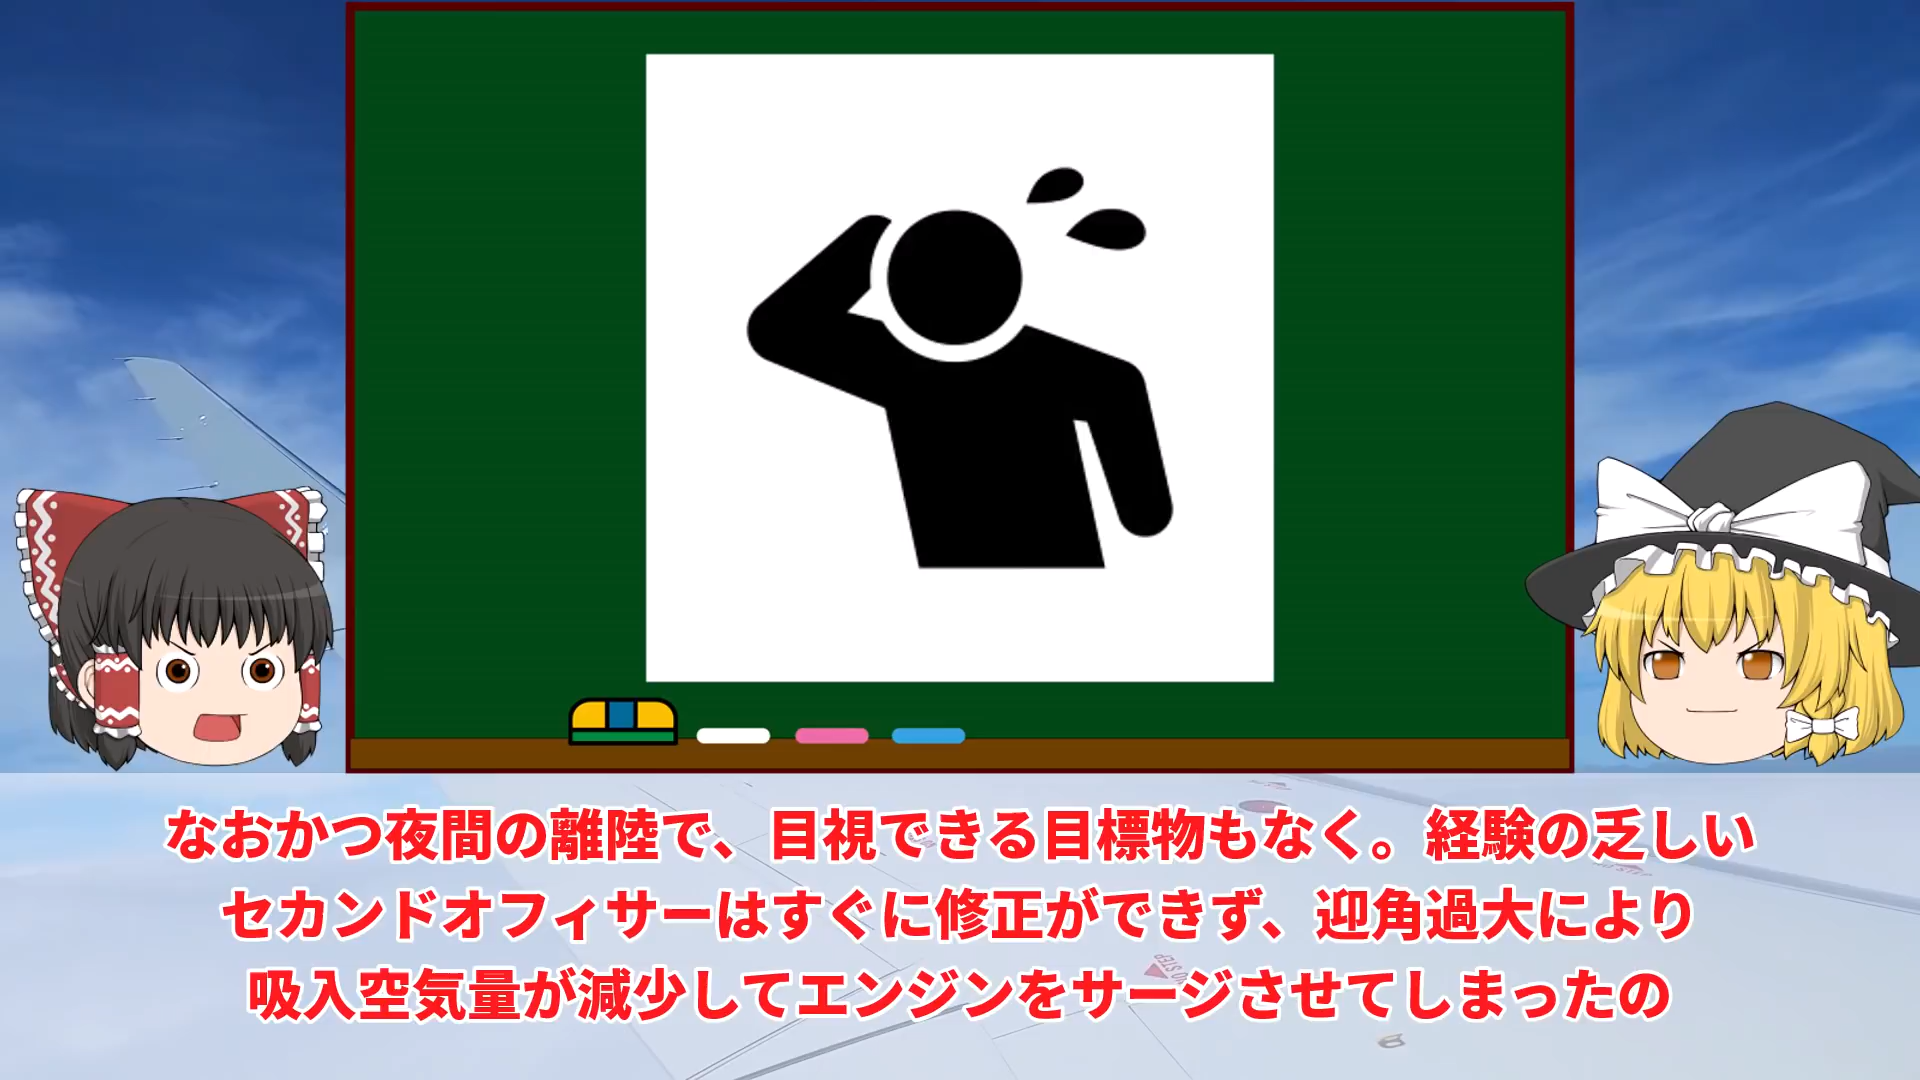 なおかつ夜間の離陸で、目視できる目標物もなく。経験の乏しい
セカンドオフィサーはすぐに修正ができず、迎角過大により
吸入空気量が減少してエンジンをサージさせてしまったの